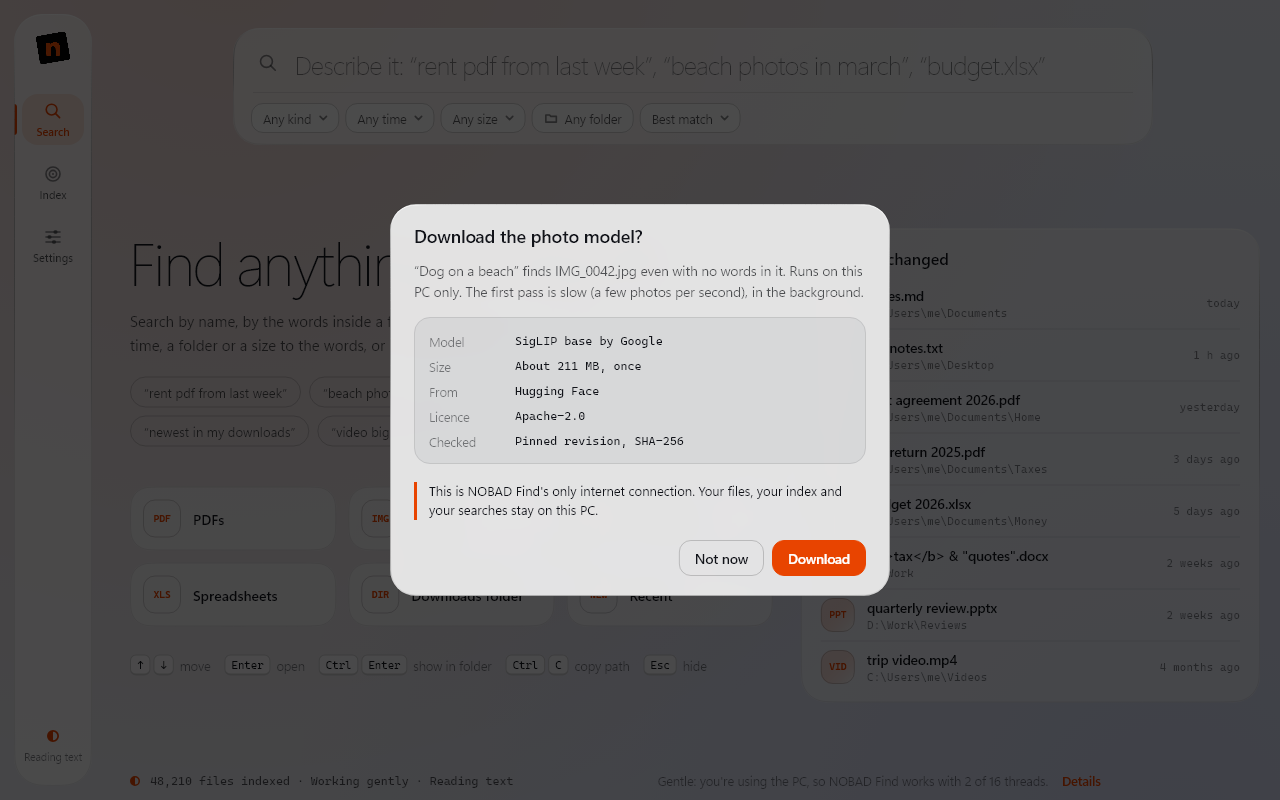 n
Describe it: “rent pdf from last week”, “beach photos in march”, “budget.xlsx”
Any kind
Any time
Any size
Any folder
Best match
Search
Index
Settings
Find anythin
Search by name, by the words inside a
time, a folder or a size to the words, or
“rent pdf from last week”
“beach pho
“newest in my downloads”
“video big
PDF
PDFs
IMG
XLS
Spreadsheets
DIR
Downloads folder
Recent
↑ ↓ move Enter open Ctrl Enter show in folder Ctrl C copy path Esc hide
Download the photo model?
“Dog on a beach” finds IMG_0042.jpg even with no words in it. Runs on this
PC only. The first pass is slow (a few photos per second), in the background.
Model SigLIP base by Google
Size About 211 MB, once
From Hugging Face
Licence Apache-2.0
Checked Pinned revision, SHA-256
This is NOBAD Find's only internet connection. Your files, your index and
your searches stay on this PC.
Not now
Download
changed
es.md
Users\me\Documents
today
notes.txt
Users\me\Desktop
1 h ago
agreement 2026.pdf
Users\me\Documents\Home
yesterday
return 2025.pdf
Users\me\Documents\Taxes
3 days ago
get 2026.xlsx
Users\me\Documents\Money
5 days ago
tax</b> & "quotes".docx
Work
2 weeks ago
PPT
quarterly review.pptx
D:\Work\Reviews
2 weeks ago
VID
trip video.mp4
C:\Users\me\Videos
4 months ago
Reading text
48,210 files indexed · Working gently · Reading text
Gentle: you're using the PC, so NOBAD Find works with 2 of 16 threads.
Details